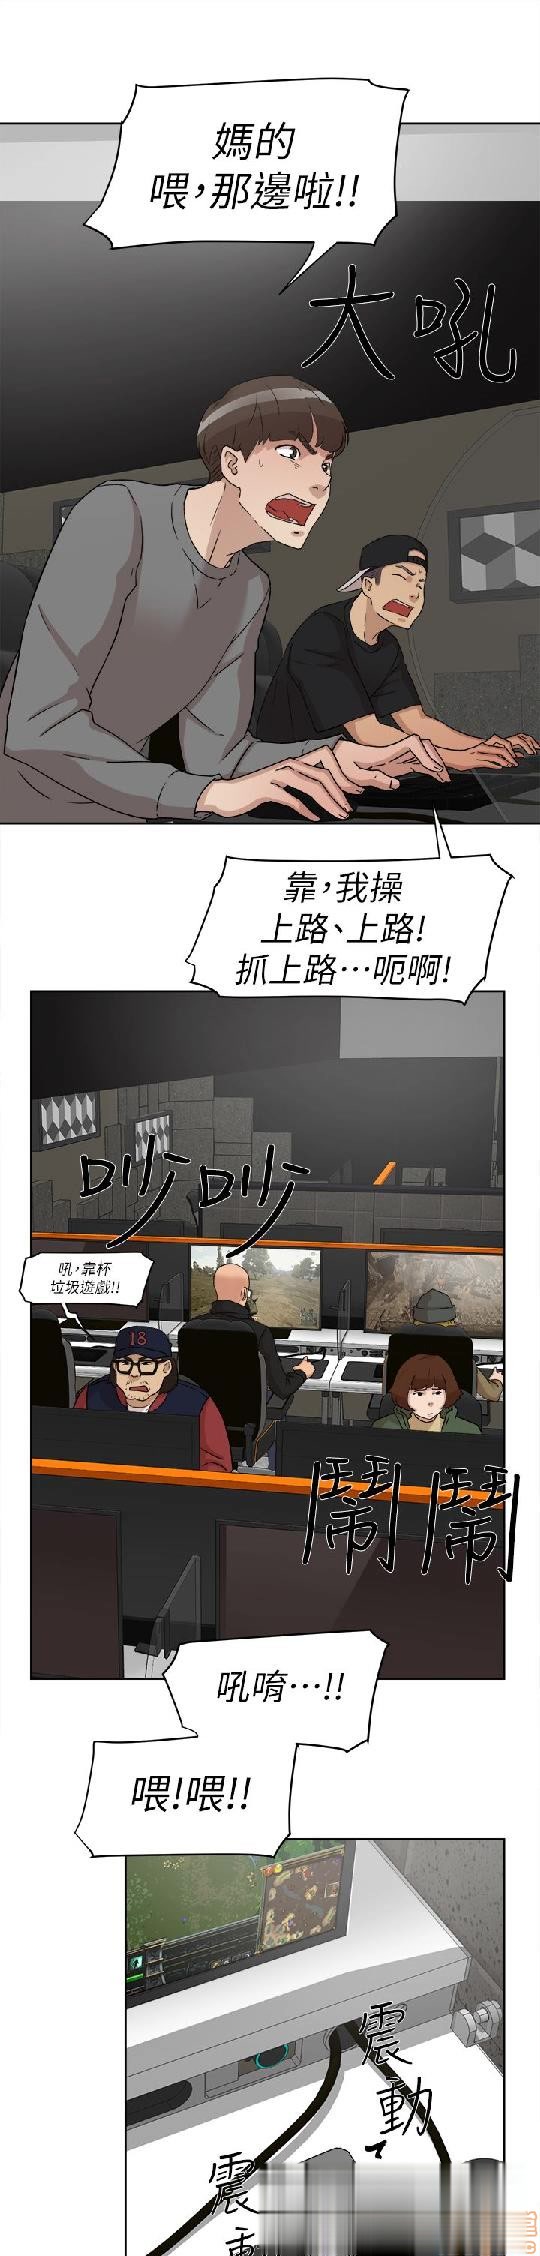 媽的
喂，那邊啦!!
大吼
靠，我操
上路、上路!
抓上路…呃啊!
吵吵
吼，靠杯
垃圾遊戲!!
18
鬧鬧
吼唷…!!
喂!喂!!
震動
震動